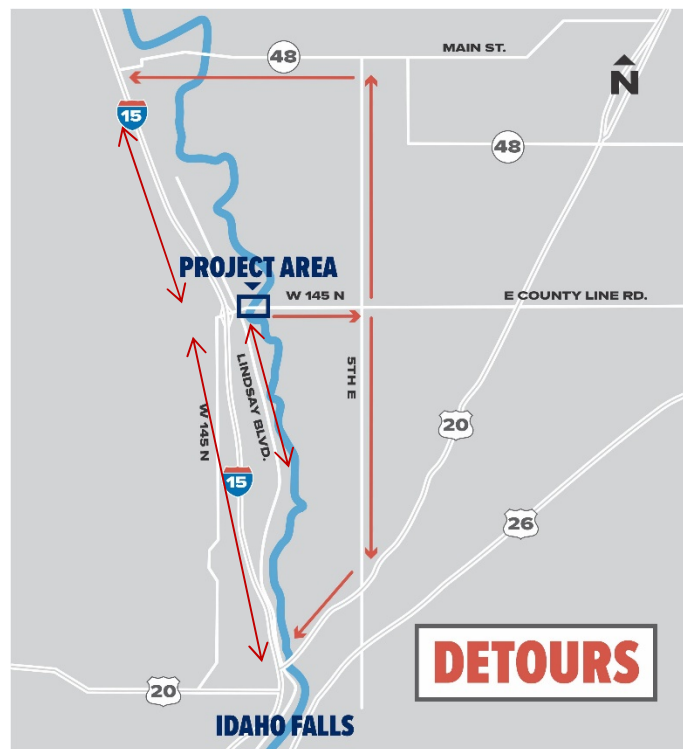 48
MAIN ST.
N
15
48
PROJECT AREA
W 145 N
E COUNTY LINE RD.
LINDSAY BLVD.
5TH E
W 145 N
20
15
26
DETOURS
20
IDAHO FALLS